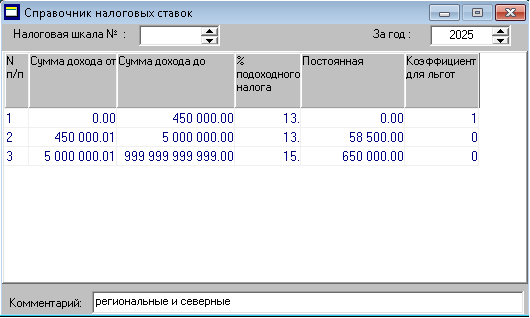 Справочник налоговых ставок
Налоговая шкала № : За год : 2025
N п/п Сумма дохода от Сумма дохода до % подоходного налога Постоянная Коэффициент для льгот
1 0.00 450 000.00 13. 0.00 1
2 450 000.01 5 000 000.00 13. 58 500.00 0
3 5 000 000.01 999 999 999 999.00 15. 650 000.00 0
Комментарий: региональные и северные